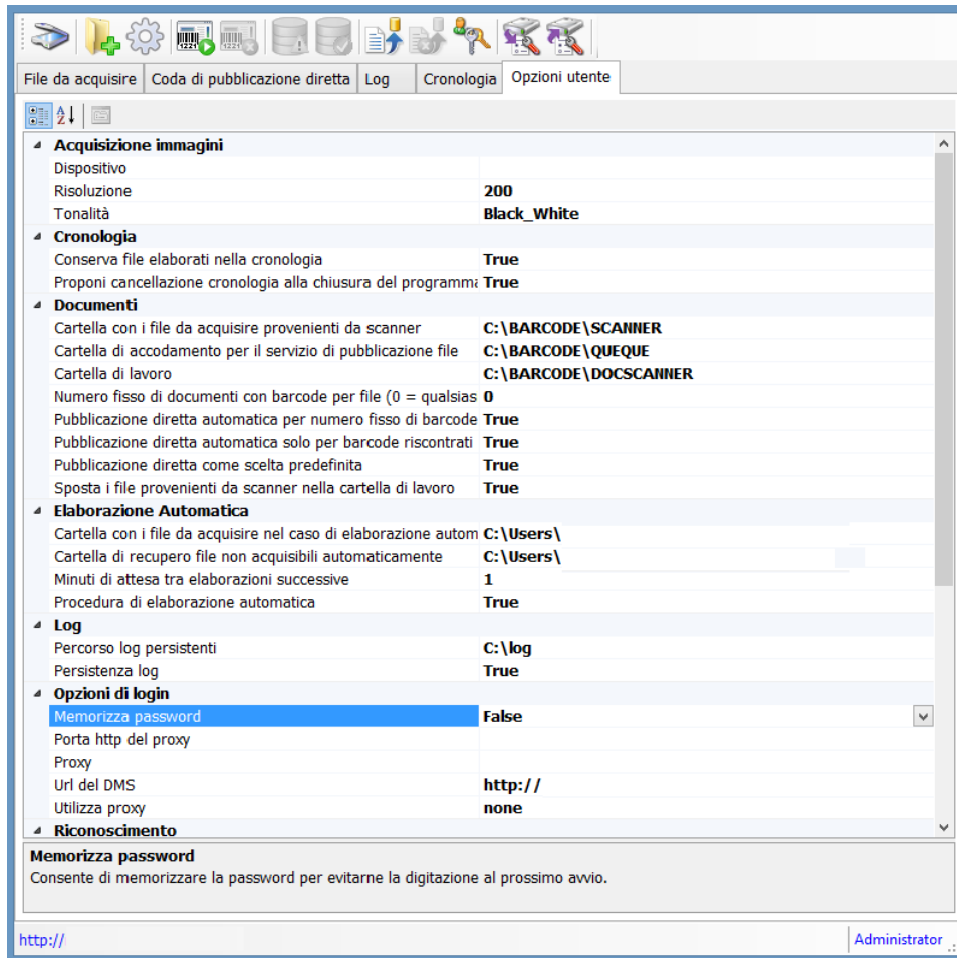 File da acquisire Coda di pubblicazione diretta Log Cronologia Opzioni utente
Acquisizione immagini
Dispositivo
Risoluzione 200
Tonalità Black_White
Cronologia
Conserva file elaborati nella cronologia True
Proponi cancellazione cronologia alla chiusura del programma True
Documenti
Cartella con i file da acquisire provenienti da scanner C:\BARCODE\SCANNER
Cartella di accodamento per il servizio di pubblicazione file C:\BARCODE\QUEQUE
Cartella di lavoro C:\BARCODE\DOCSCANNER
Numero fisso di documenti con barcode per file (0 = qualsias 0
Pubblicazione diretta automatica per numero fisso di barcode True
Pubblicazione diretta automatica solo per barcode riscontrati True
Pubblicazione diretta come scelta predefinita True
Sposta i file provenienti da scanner nella cartella di lavoro True
Elaborazione Automatica
Cartella con i file da acquisire nel caso di elaborazione autom C:\Users\
Cartella di recupero file non acquisibili automaticamente C:\Users\
Minuti di attesa tra elaborazioni successive 1
Procedura di elaborazione automatica True
Log
Percorso log persistenti C:\log
Persistenza log True
Opzioni di login
Memorizza password False
Porta http del proxy
Proxy
Url del DMS http://
Utilizza proxy none
Riconoscimento
Memorizza password
Consente di memorizzare la password per evitarne la digitazione al prossimo avvio.
http:// Administrator